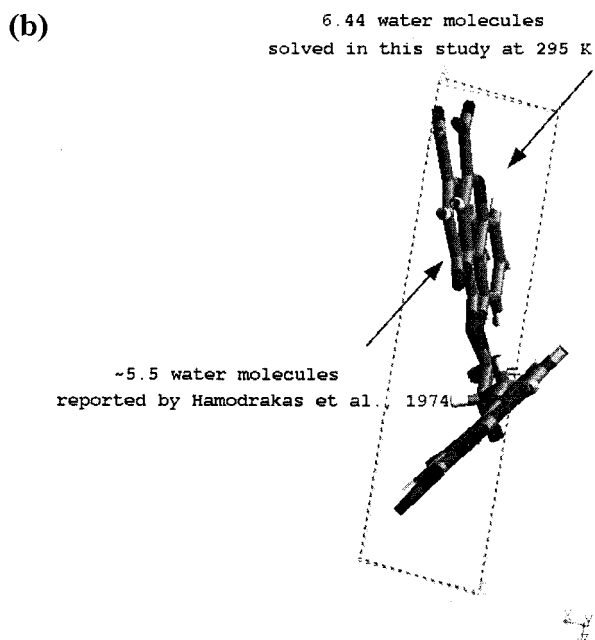 (b)
6.44 water molecules
solved in this study at 295 K
~5.5 water molecules
reported by Hamodrakas et al., 1974